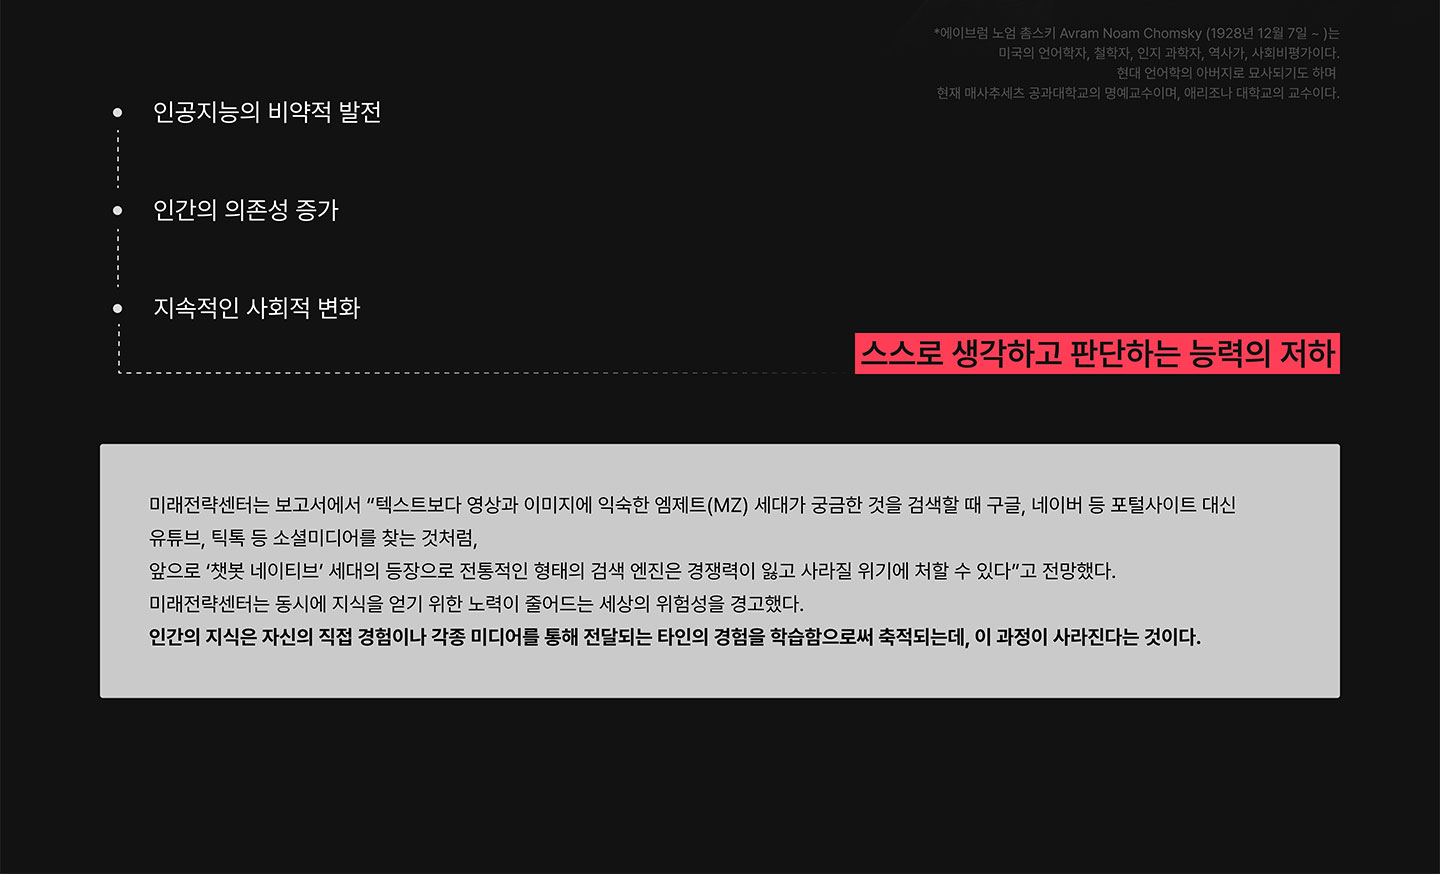 *에이브럼 노엄 촘스키 Avram Noam Chomsky (1928년 12월 7일 ~ )는
미국의 언어학자, 철학자, 인지 과학자, 역사가, 사회비평가이다.
현대 언어학의 아버지로 묘사되기도 하며
현재 매사추세츠 공과대학교의 명예교수이며, 애리조나 대학교의 교수이다.
인공지능의 비약적 발전
인간의 의존성 증가
지속적인 사회적 변화
스스로 생각하고 판단하는 능력의 저하
미래전략센터는 보고서에서 “텍스트보다 영상과 이미지에 익숙한 엠제트(MZ) 세대가 궁금한 것을 검색할 때 구글, 네이버 등 포털사이트 대신
유튜브, 틱톡 등 소셜미디어를 찾는 것처럼,
앞으로 ‘챗봇 네이티브’ 세대의 등장으로 전통적인 형태의 검색 엔진은 경쟁력이 잃고 사라질 위기에 처할 수 있다”고 전망했다.
미래전략센터는 동시에 지식을 얻기 위한 노력이 줄어드는 세상의 위험성을 경고했다.
인간의 지식은 자신의 직접 경험이나 각종 미디어를 통해 전달되는 타인의 경험을 학습함으로써 축적되는데, 이 과정이 사라진다는 것이다.